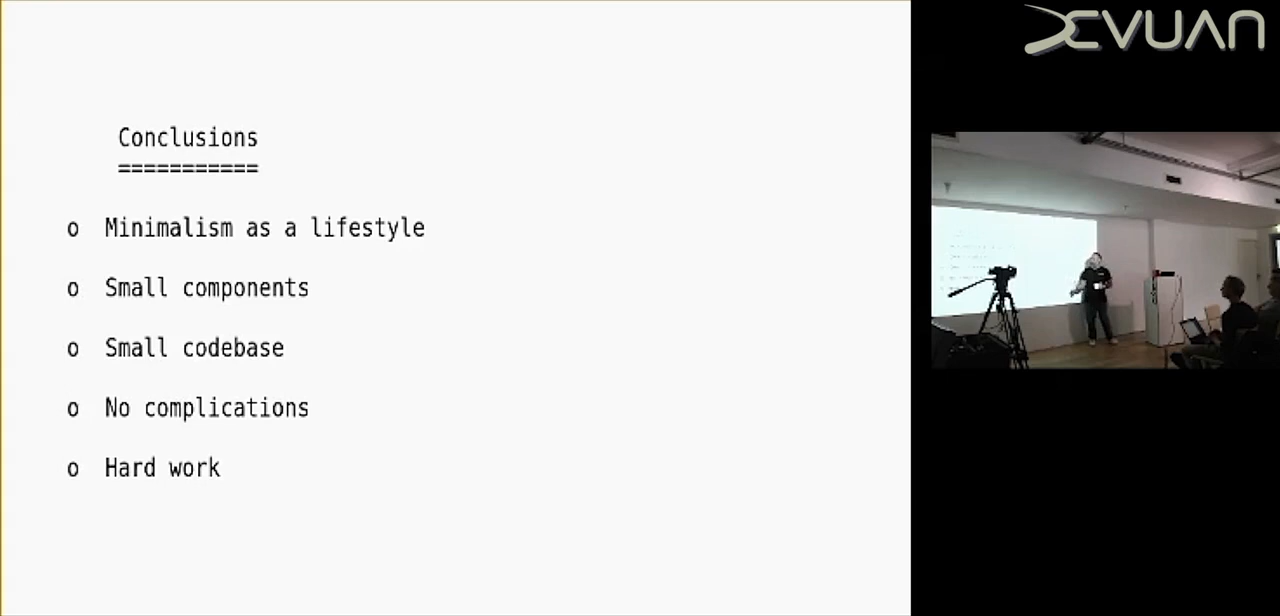 Conclusions
===========
o Minimalism as a lifestyle
o Small components
o Small codebase
o No complications
o Hard work
DEVUAN